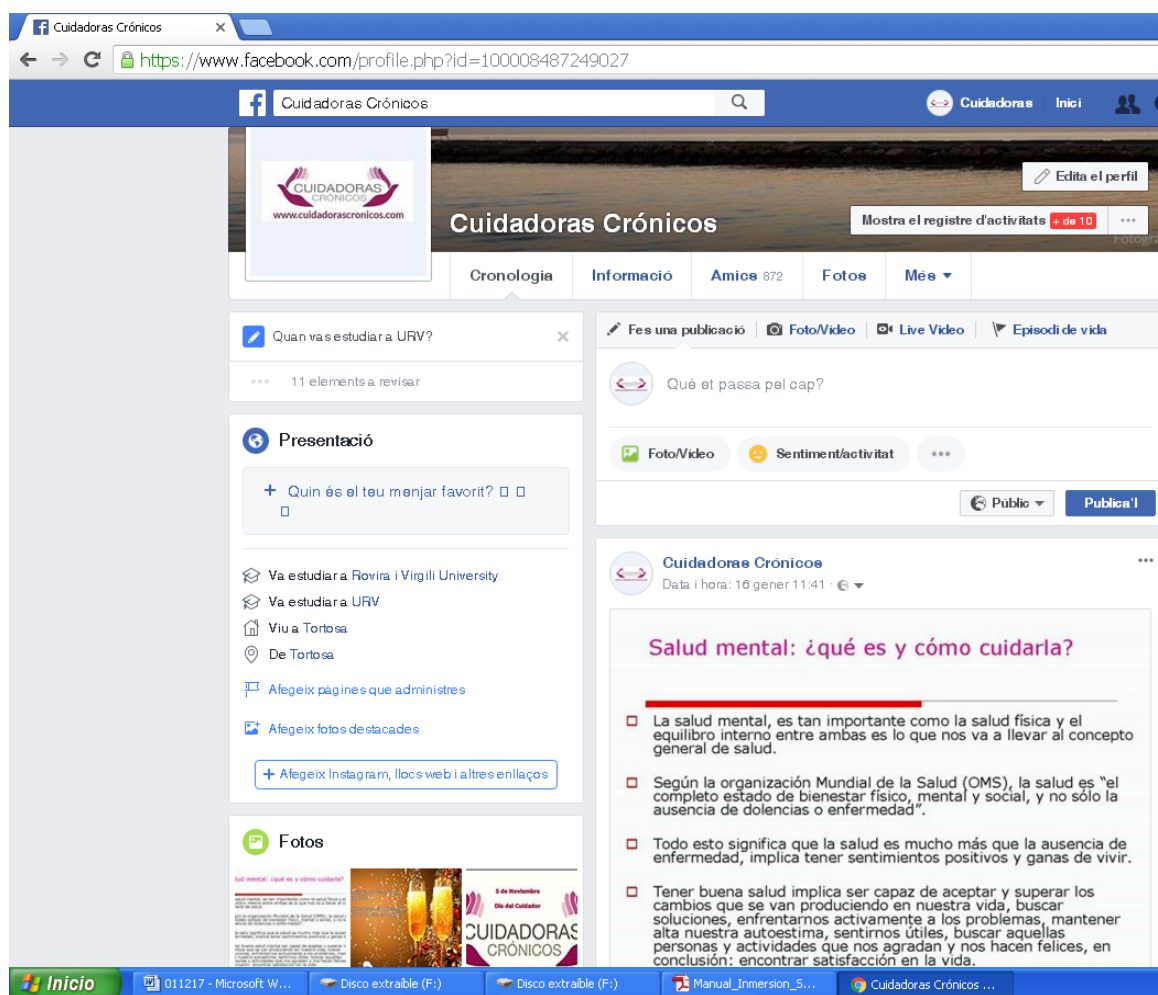 Cuidadoras Crónicos
https://www.facebook.com/profile.php?id=100008487249027
Cuidadoras Crónicos
Cuidadoras Inici
CUIDADORAS
CRÓNICOS
www.cuidadorascronicos.com
Cuidadoras Crónicos
Edita el perfil
Mostra el registre d'activitats + de 10
Cronologia Informació Amics 872 Fotos Més
Quan vas estudiar a URV?
11 elements a revisar
Presentació
+ Quin és el teu menjar favorit?
Va estudiar a Rovira i Virgili University
Va estudiar a URV
Viu a Tortosa
De Tortosa
Afegeix pàgines que administres
Afegeix fotos destacades
+ Afegeix Instagram, llocs web i altres enllaços
Fotos
5 de Noviembre
Día del Cuidador
CUIDADORAS
CRÓNICOS
Fes una publicació Foto/Vídeo Live Video Episodi de vida
Què et passa pel cap?
Foto/Vídeo Sentiment/activitat
Públic Publica'l
Cuidadoras Crónicos
Data i hora: 16 gener 11:41 ·
Salud mental: ¿qué es y cómo cuidarla?
La salud mental, es tan importante como la salud física y el
equilibro interno entre ambas es lo que nos va a llevar al concepto
general de salud.
Según la organización Mundial de la Salud (OMS), la salud es "el
completo estado de bienestar físico, mental y social, y no sólo la
ausencia de dolencias o enfermedad".
Todo esto significa que la salud es mucho más que la ausencia de
enfermedad, implica tener sentimientos positivos y ganas de vivir.
Tener buena salud implica ser capaz de aceptar y superar los
cambios que se van produciendo en nuestra vida, buscar
soluciones, enfrentarnos activamente a los problemas, mantener
alta nuestra autoestima, sentirnos útiles, buscar aquellas
personas y actividades que nos agradan y nos hacen felices, en
conclusión: encontrar satisfacción en la vida.
Inicio
011217 - Microsoft W...
Disco extraíble (F:)
Disco extraíble (F:)
Manual_Inmersion_S...
Cuidadoras Crónicos ...